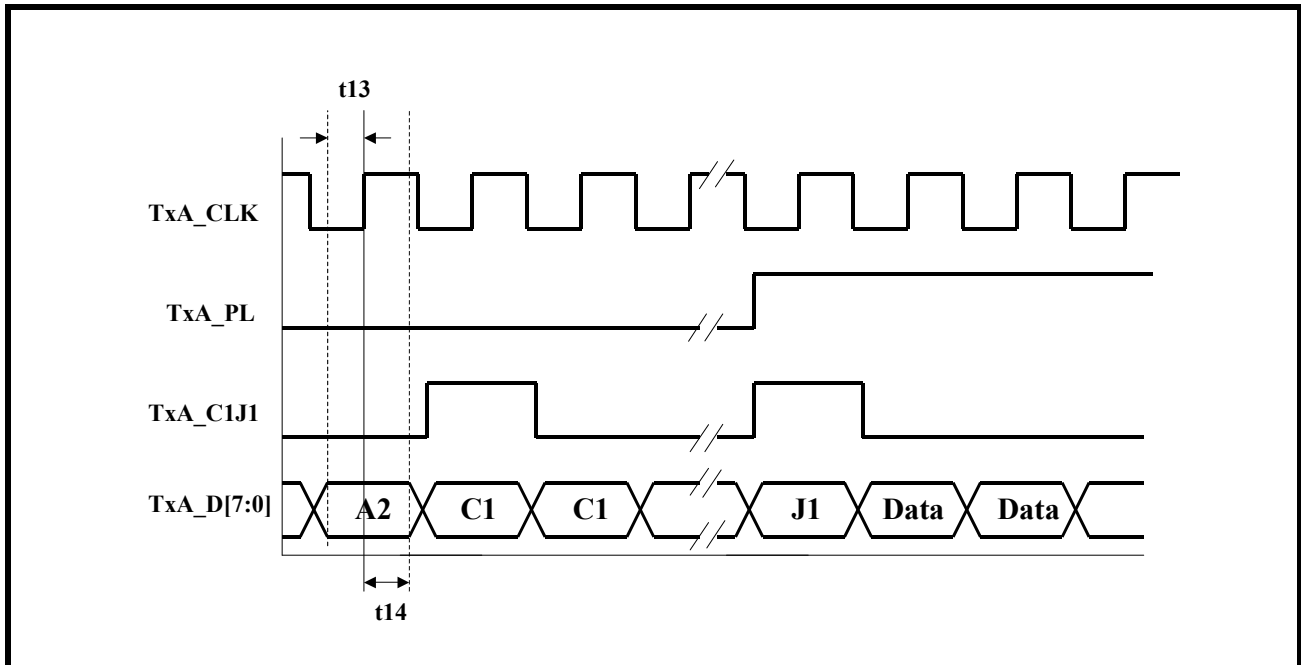 t13
TxA_CLK
TxA_PL
TxA_C1J1
TxA_D[7:0] A2 C1 C1 J1 Data Data
t14